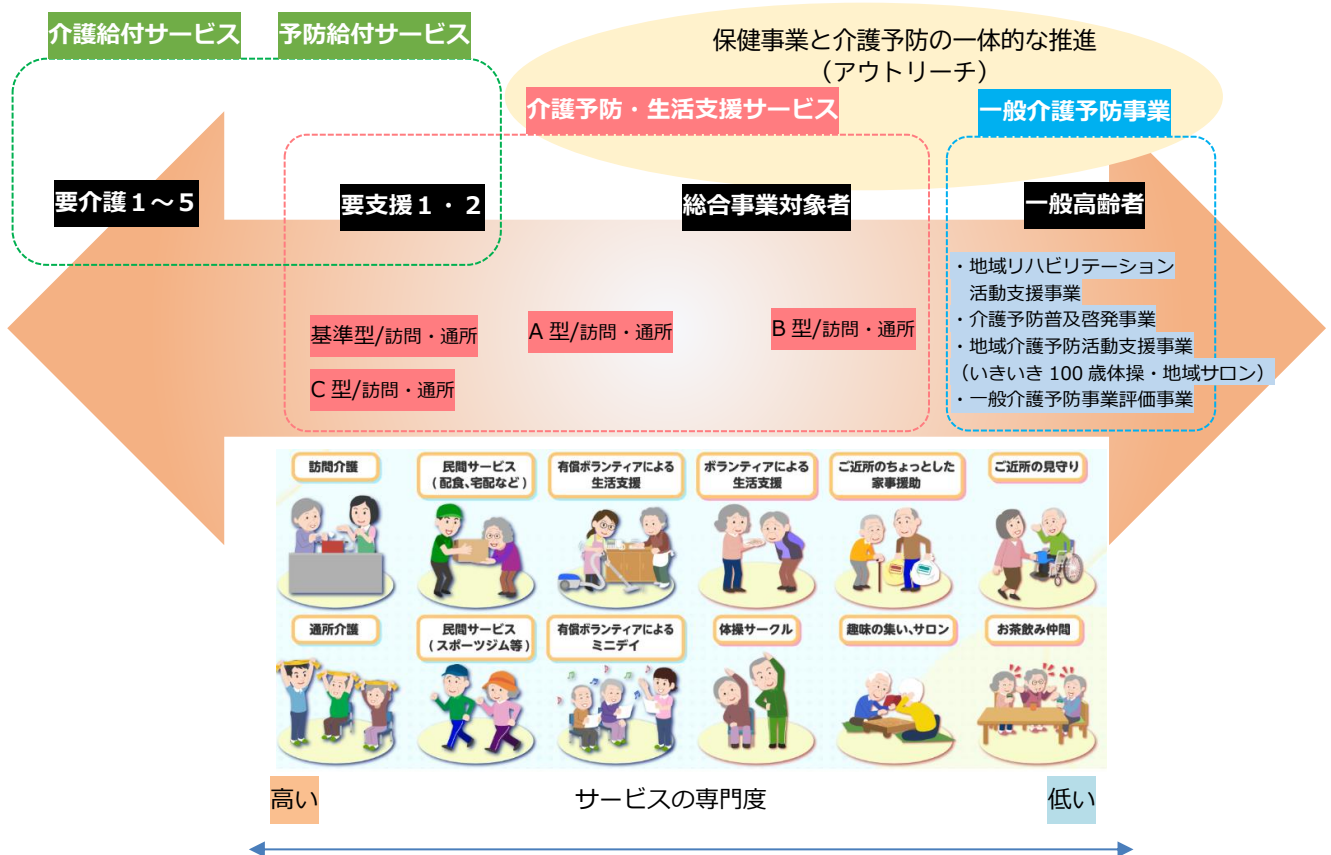 介護給付サービス
予防給付サービス
保健事業と介護予防の一体的な推進
（アウトリーチ）
介護予防・生活支援サービス
一般介護予防事業
要介護１～５
要支援１・２
総合事業対象者
一般高齢者
・地域リハビリテーション
活動支援事業
・介護予防普及啓発事業
・地域介護予防活動支援事業
（いきいき 100 歳体操・地域サロン）
・一般介護予防事業評価事業
基準型/訪問・通所
A 型/訪問・通所
B 型/訪問・通所
C 型/訪問・通所
訪問介護
民間サービス
（配食、宅配など）
有償ボランティアによる
生活支援
ボランティアによる
生活支援
ご近所のちょっとした
家事援助
ご近所の見守り
通所介護
民間サービス
（スポーツジム等）
有償ボランティアによる
ミニデイ
体操サークル
趣味の集い、サロン
お茶飲み仲間
高い
サービスの専門度
低い